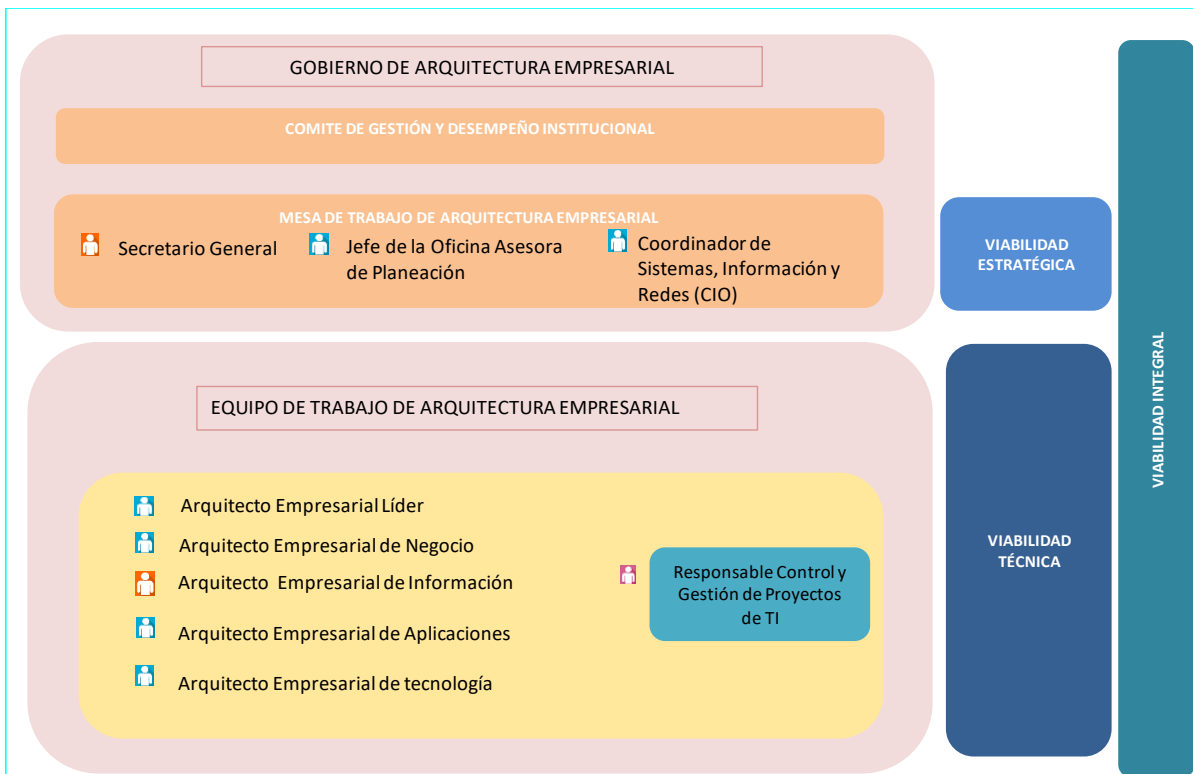 GOBIERNO DE ARQUITECTURA EMPRESARIAL
COMITE DE GESTIÓN Y DESEMPEÑO INSTITUCIONAL
MESA DE TRABAJO DE ARQUITECTURA EMPRESARIAL
Secretario General
Jefe de la Oficina Asesora
de Planeación
Coordinador de
Sistemas, Información y
Redes (CIO)
VIABILIDAD
ESTRATÉGICA
EQUIPO DE TRABAJO DE ARQUITECTURA EMPRESARIAL
Arquitecto Empresarial Líder
Arquitecto Empresarial de Negocio
Arquitecto Empresarial de Información
Arquitecto Empresarial de Aplicaciones
Arquitecto Empresarial de tecnología
Responsable Control y
Gestión de Proyectos
de TI
VIABILIDAD
TÉCNICA
VIABILIDAD INTEGRAL